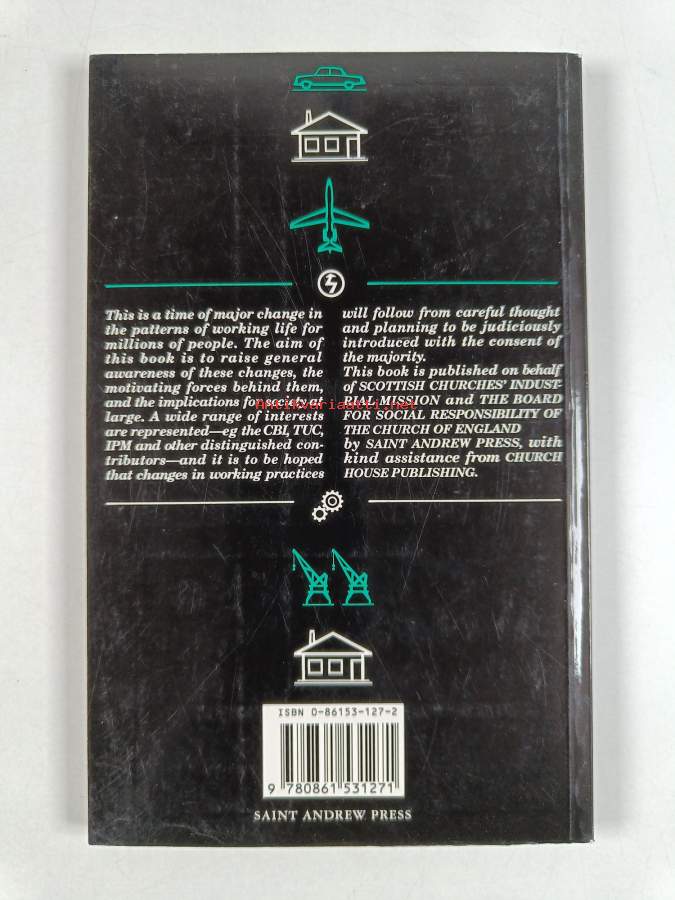 This is a time of major change in
the patterns of working life for
millions of people. The aim of
this book is to raise general
awareness of these changes, the
motivating forces behind them,
and the implications for society at
large. A wide range of interests
are represented—eg the CBI, TUC,
IPM and other distinguished con-
tributors—and it is to be hoped
that changes in working practices
will follow from careful thought
and planning to be judiciously
introduced with the consent of
the majority.
This book is published on behalf
of SCOTTISH CHURCHES' INDUST-
RIAL MISSION and THE BOARD
FOR SOCIAL RESPONSIBILITY OF
THE CHURCH OF ENGLAND
by SAINT ANDREW PRESS, with
kind assistance from CHURCH
HOUSE PUBLISHING.
Antikvariaatti.net
ISBN 0-86153-127-2
9 780861 531271
SAINT ANDREW PRESS